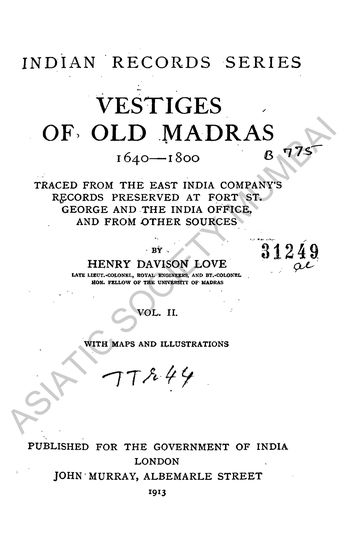 INDIAN RECORDS SERIES
VESTIGES
OF OLD MADRAS
1640—1800
B 775
TRACED FROM THE EAST INDIA COMPANY'S
RECORDS PRESERVED AT FORT ST.
GEORGE AND THE INDIA OFFICE,
AND FROM OTHER SOURCES
BY
31249
HENRY DAVISON LOVE
LATE LIEUT.-COLONEL, ROYAL ENGINEERS, AND BT.-COLONEL
HON. FELLOW OF THE UNIVERSITY OF MADRAS
VOL. II.
WITH MAPS AND ILLUSTRATIONS
PUBLISHED FOR THE GOVERNMENT OF INDIA
LONDON
JOHN MURRAY, ALBEMARLE STREET
1913
ASIATIC SOCIETY MUMBAI